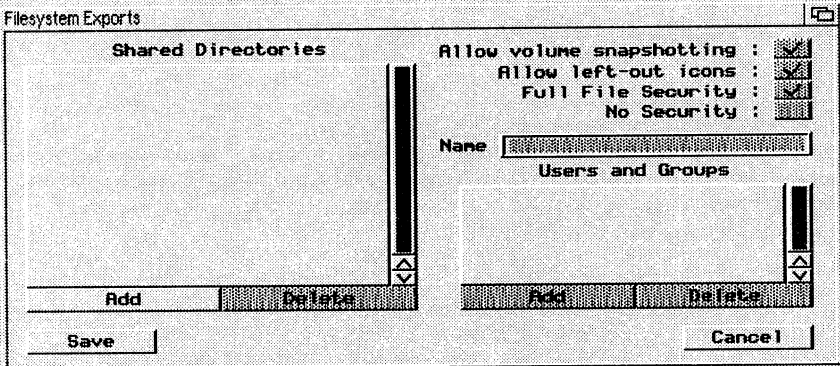 Filesystem Exports
Shared Directories
Add
Delete
Save
Allow volume snapshotting :
Allow left-out icons :
Full File Security :
No Security :
Name
Users and Groups
Add
Delete
Cancel